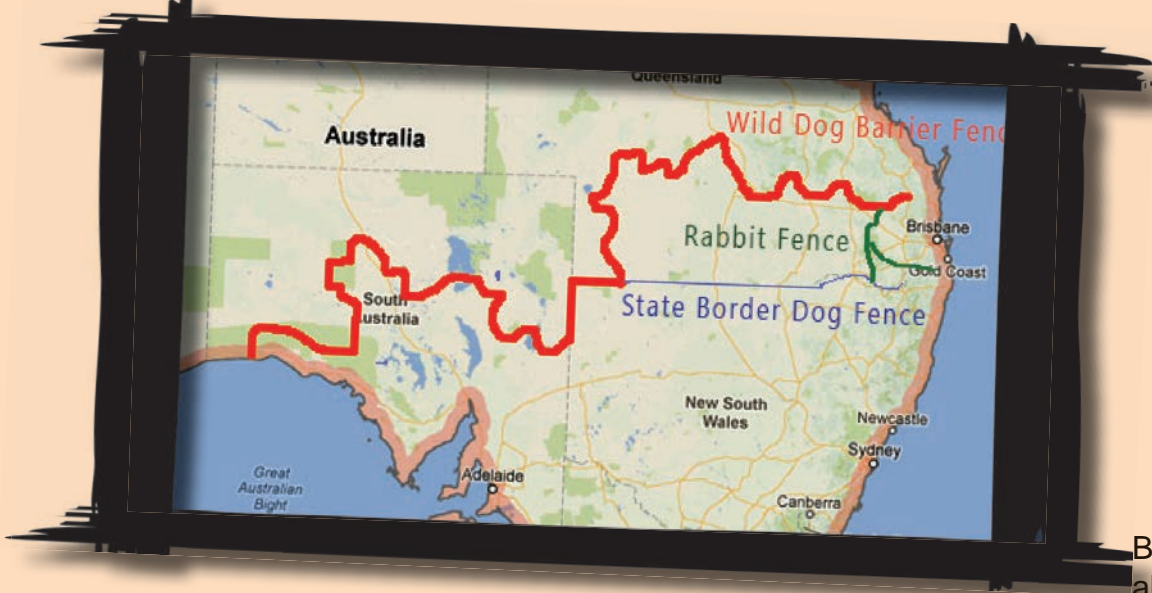 Queensland
Australia
Wild Dog Barrier Fenc
Rabbit Fence
Brisbane
Gold Coast
South
ustralia
State Border Dog Fence
New South
Wales
Newcastle
Sydney
Great
Australian
Bight
Adelaide
Canberra
B
al